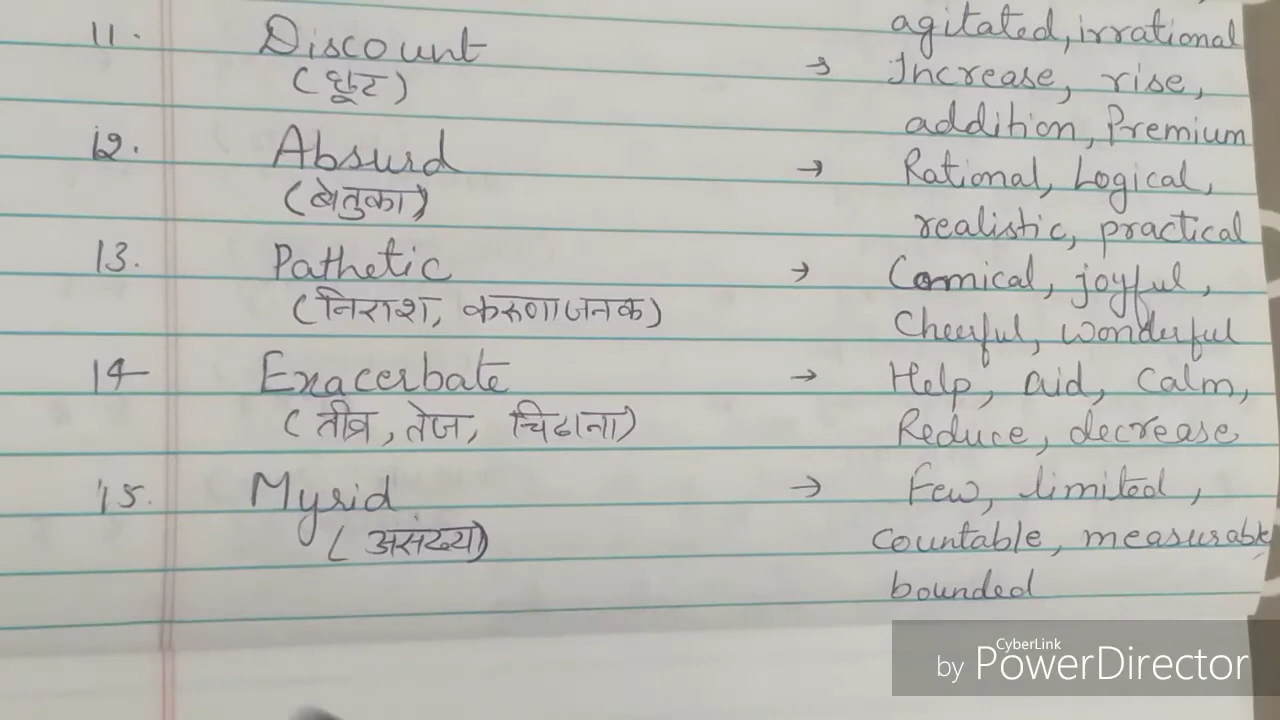 agitated, irrational
11. Discount → Increase, rise,
(छूट) addition, Premium
12. Absurd → Rational, Logical,
(बेतुका) realistic, practical
13. Pathetic → Comical, joyful,
(निराश, करुणाजनक) Cheerful, wonderful
14 Exacerbate → Help, aid, Calm,
(तीव्र, तेज, चिढाना) Reduce, decrease
15. Myrid → Few, limited,
(असंख्य) Countable, measurable
bounded
CyberLink
by PowerDirector